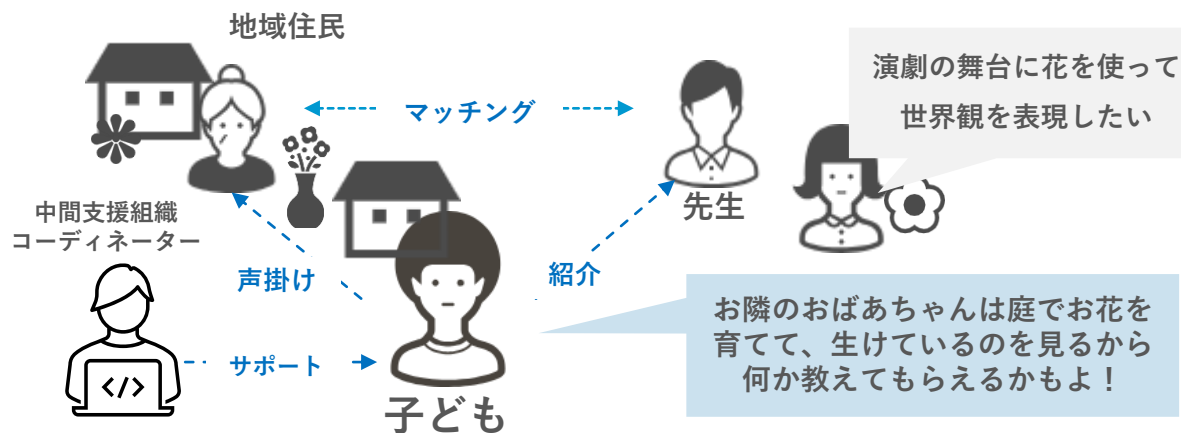 地域住民
演劇の舞台に花を使って
世界観を表現したい
マッチング
先生
中間支援組織
コーディネーター
声掛け
紹介
お隣のおばあちゃんは庭でお花を
育てて、生けているのを見るから
何か教えてもらえるかもよ！
サポート
</>
子ども